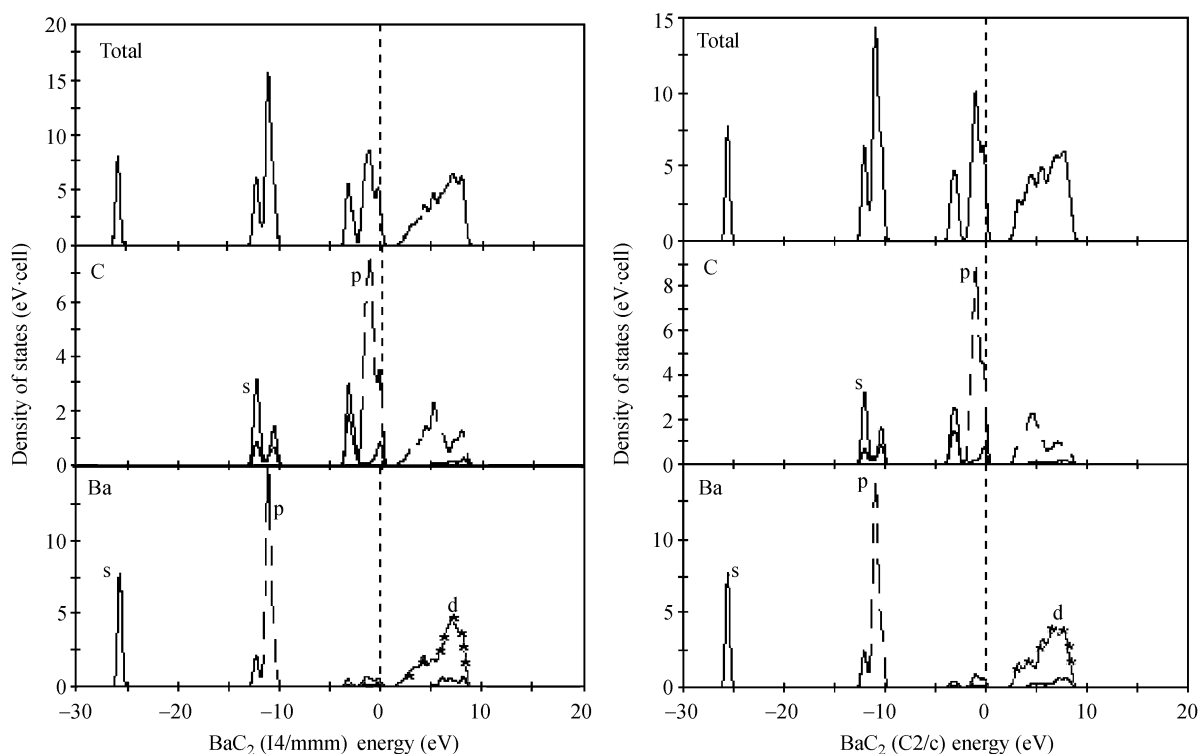 20
Total
15
10
5
0
C
p
6
4
s
2
0
Ba
p
10
s
d
5
0
−30
−20
−10
0
10
20
Density of states (eV·cell)
BaC₂ (I4/mmm) energy (eV)
15
Total
10
5
0
C
p
8
6
4
s
2
0
Ba
p
10
s
d
5
0
−30
−20
−10
0
10
20
Density of states (eV·cell)
BaC₂ (C2/c) energy (eV)